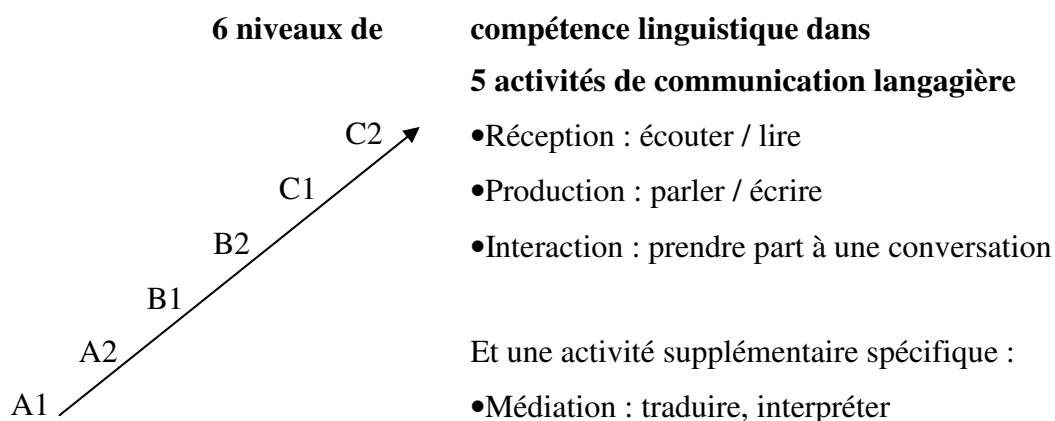 6 niveaux de compétence linguistique dans
5 activités de communication langagière
C2
•Réception : écouter / lire
C1
•Production : parler / écrire
B2
•Interaction : prendre part à une conversation
B1
A2
Et une activité supplémentaire spécifique :
A1
•Médiation : traduire, interpréter